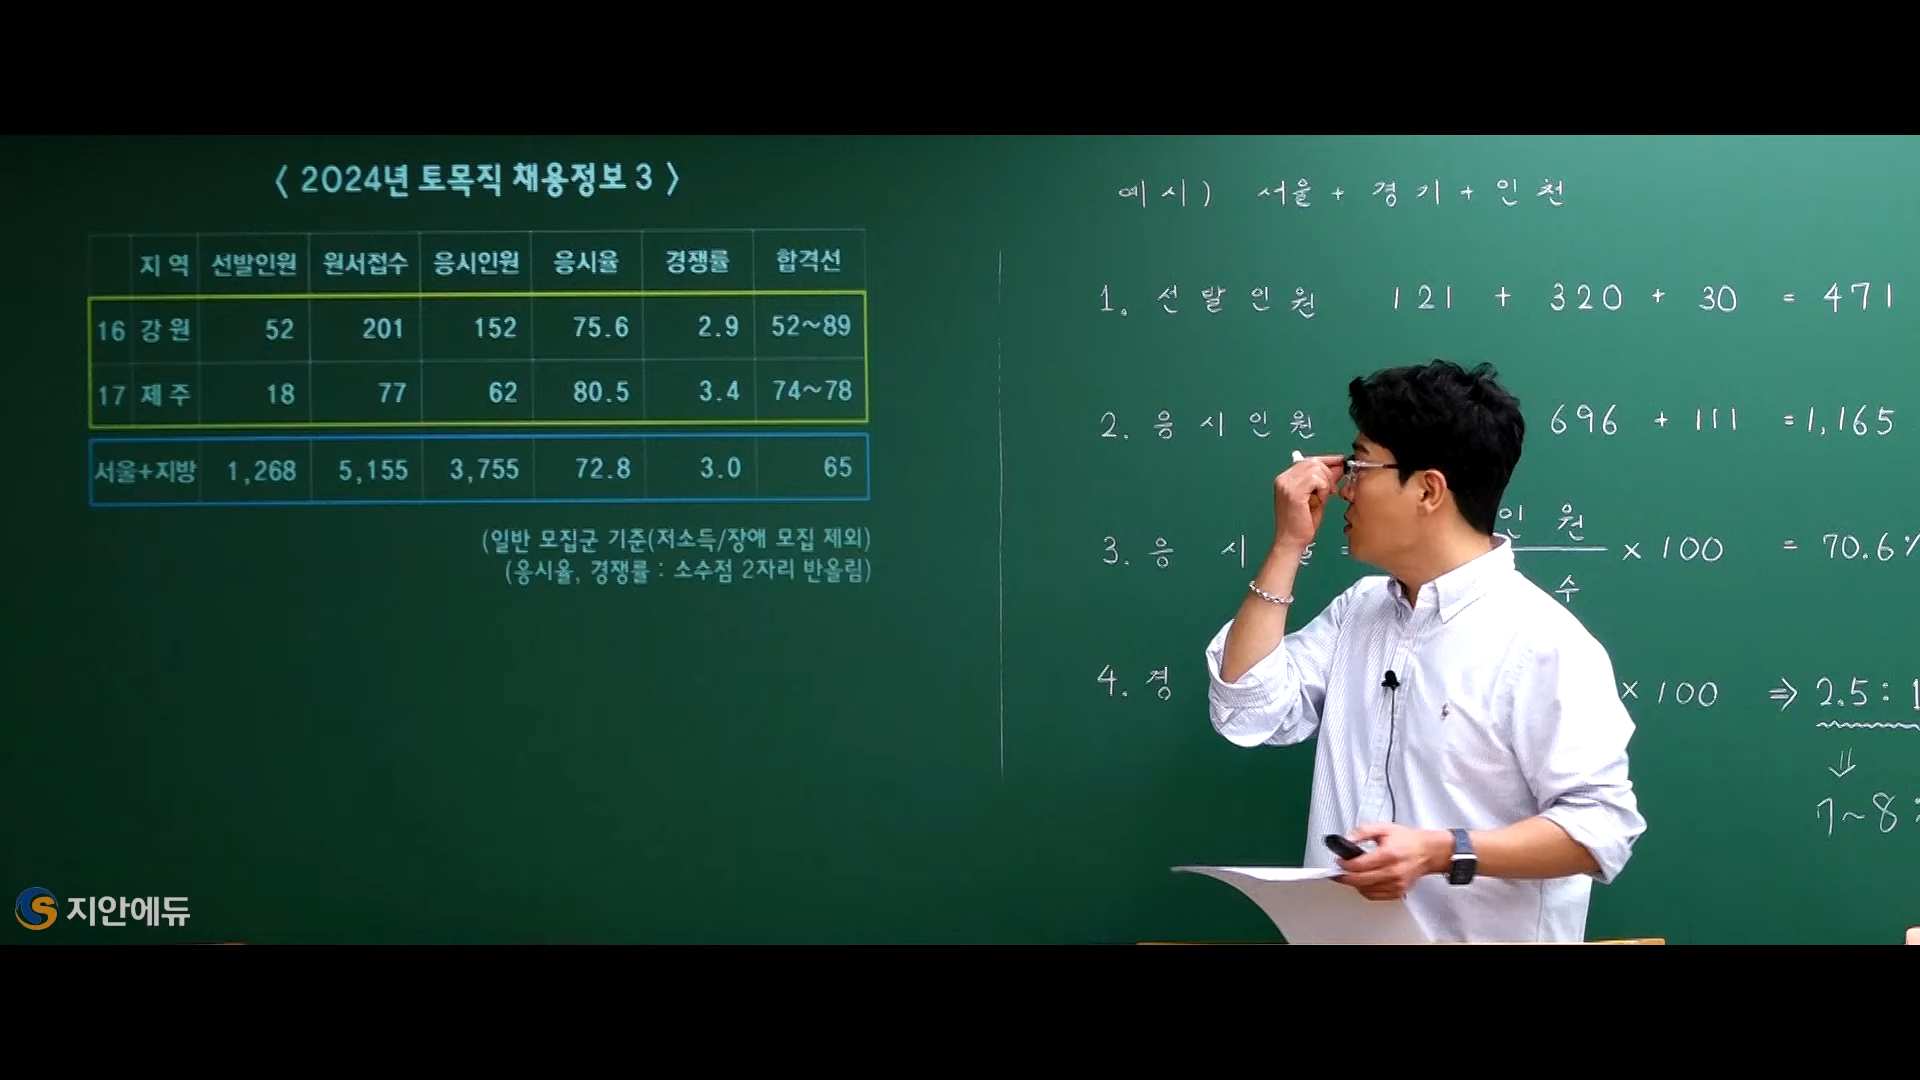 〈 2024년 토목직 채용정보 3 〉
지 역 선발인원 원서접수 응시인원 응시율 경쟁률 합격선
16 강 원 52 201 152 75.6 2.9 52~89
17 제 주 18 77 62 80.5 3.4 74~78
서울+지방 1,268 5,155 3,755 72.8 3.0 65
(일반 모집군 기준(저소득/장애 모집 제외)
(응시율, 경쟁률 : 소수점 2자리 반올림)
예시) 서울 + 경기 + 인천
1. 선발인원 121 + 320 + 30 = 471
2. 응시인원 696 + 111 = 1,165
3. 응 시
인 원
수
× 100 = 70.6%
4. 경 × 100 ⇒ 2.5 : 1
⇓
7~8 :
지안에듀